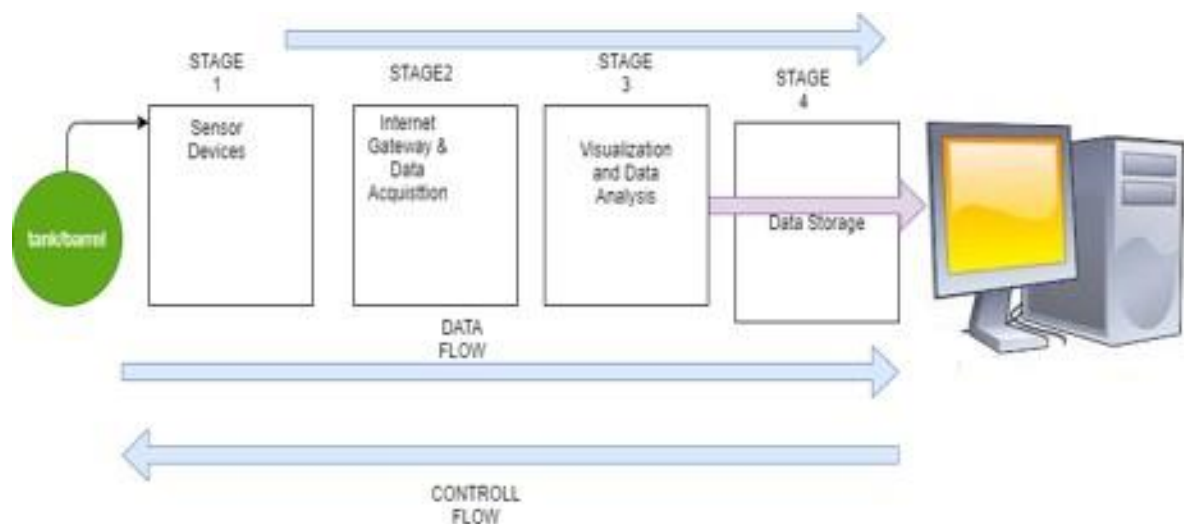 STAGE
1
STAGE2
STAGE
3
STAGE
4
tank/barrel
Sensor
Devices
Internet
Gateway &
Data
Acquisttion
Visualization
and Data
Analysis
Data Storage
DATA
FLOW
CONTROLL
FLOW